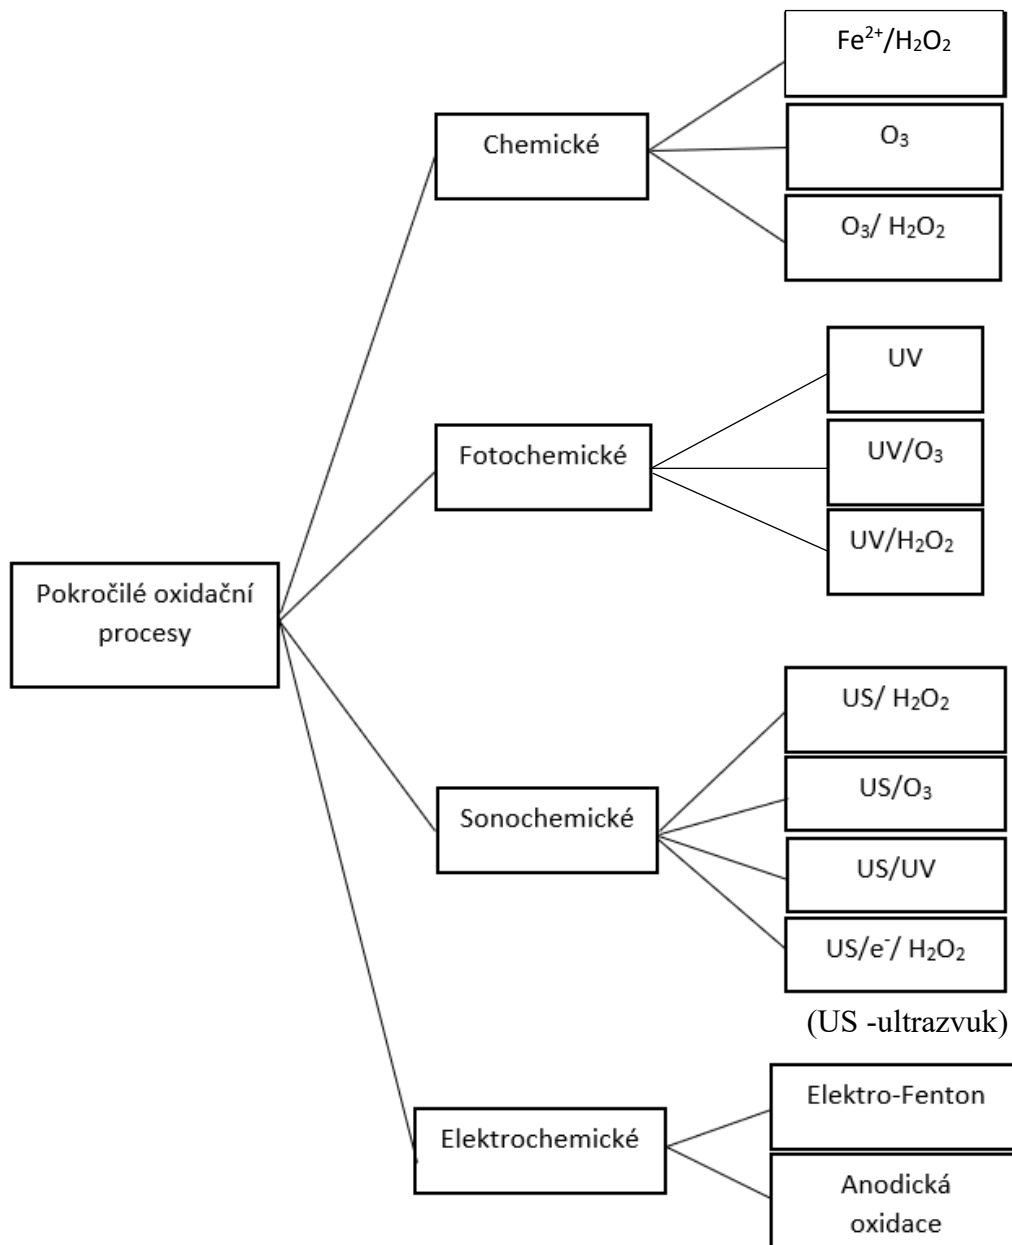 Fe²⁺/H₂O₂
Chemické
O₃
O₃/ H₂O₂
UV
Fotochemické
UV/O₃
UV/H₂O₂
Pokročilé oxidační
procesy
US/ H₂O₂
US/O₃
Sonochemické
US/UV
US/e⁻/ H₂O₂
(US -ultrazvuk)
Elektro-Fenton
Elektrochemické
Anodická
oxidace